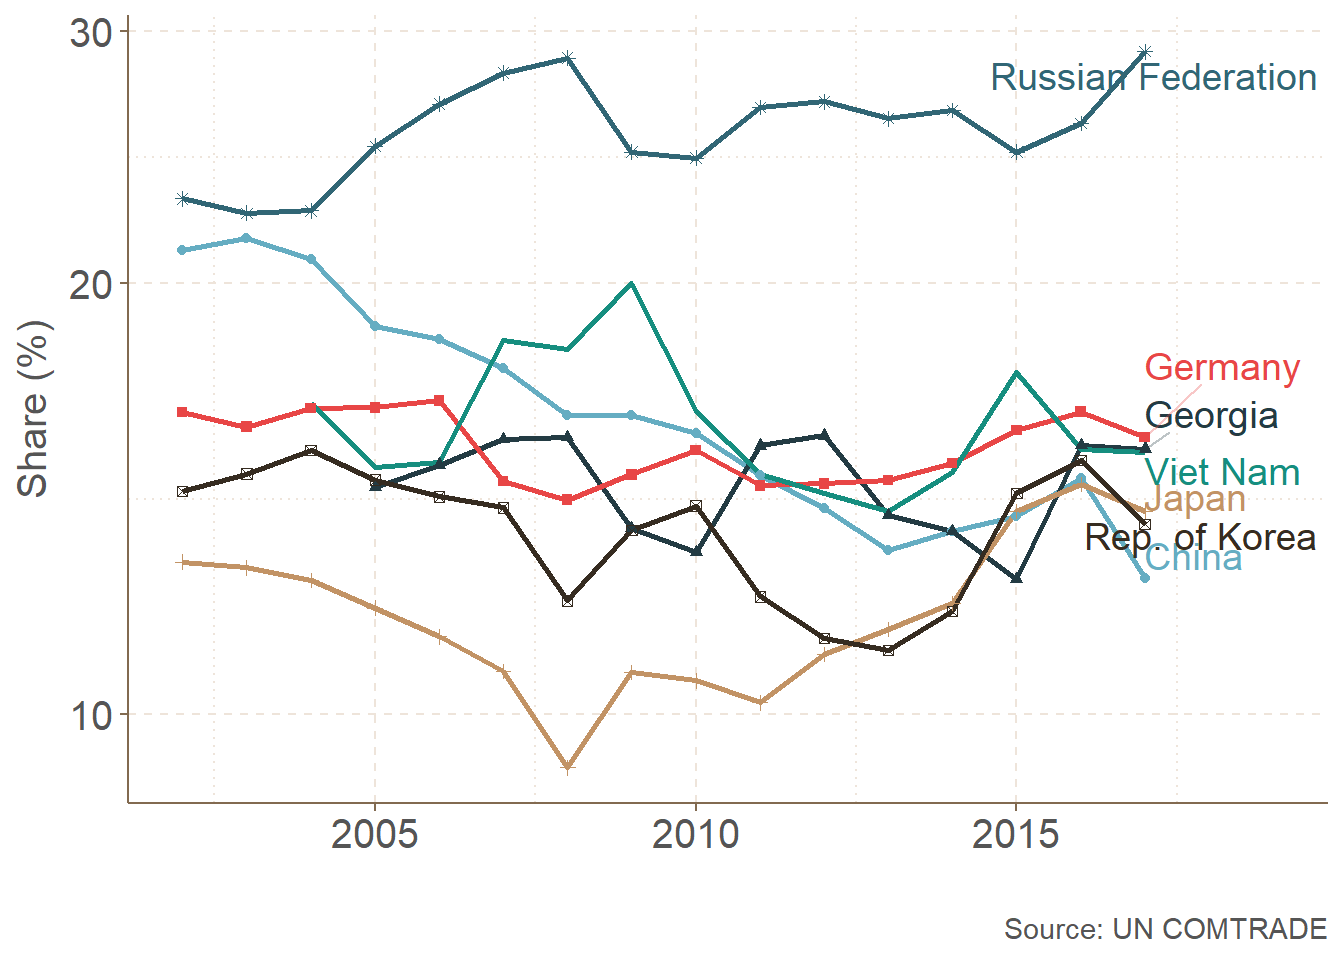 30
Russian Federation
20
Share (%)
Germany
Georgia
Viet Nam
Japan
Rep. of Korea
China
10
2005 2010 2015
Source: UN COMTRADE